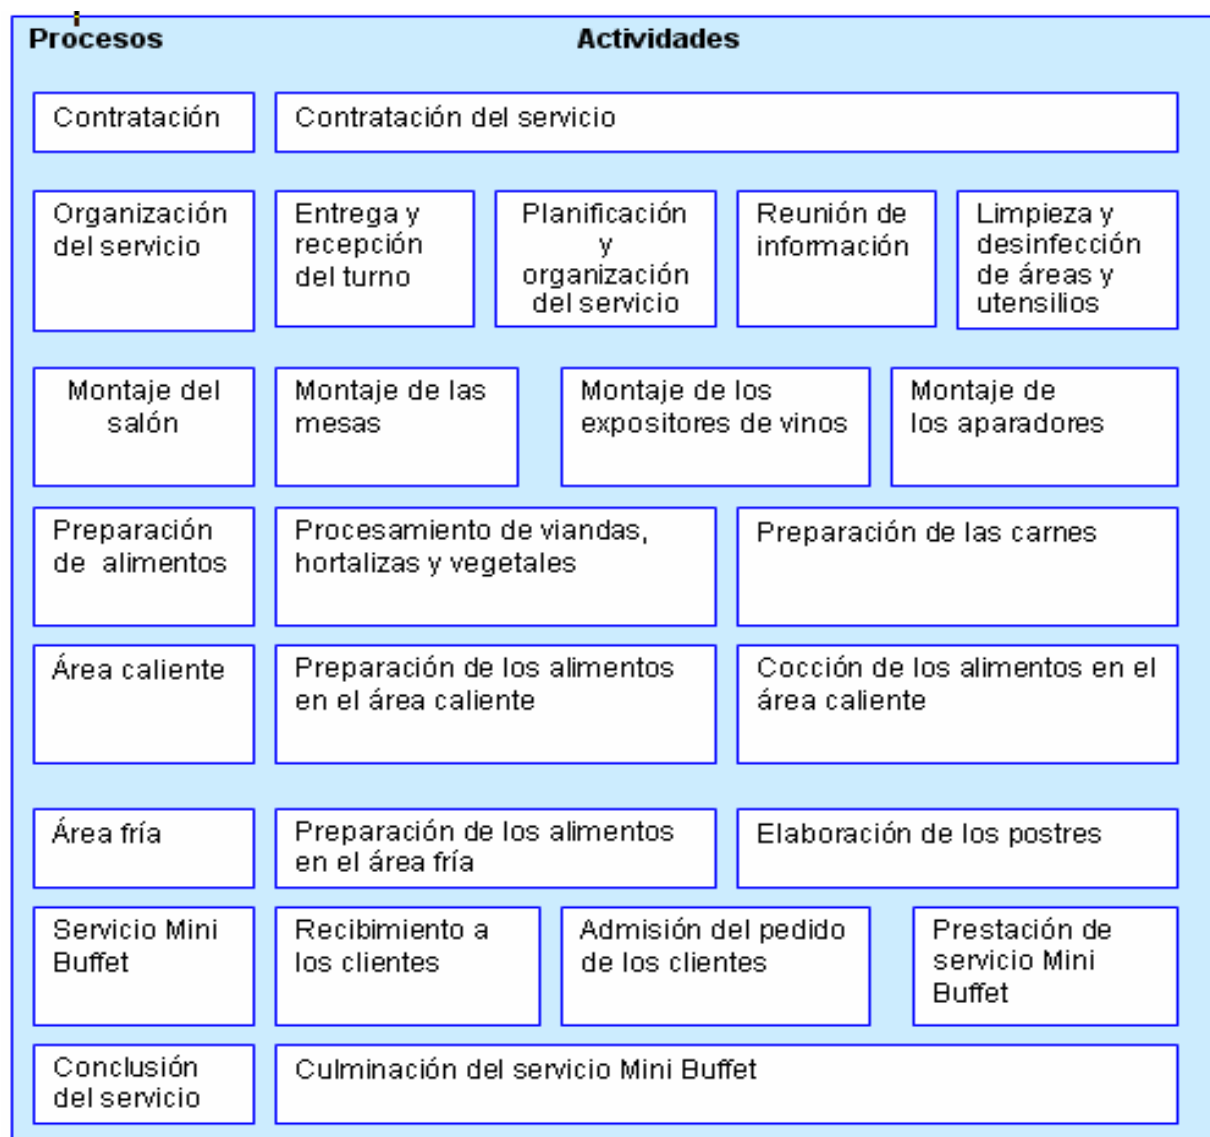 Procesos Actividades
Contratación
Contratación del servicio
Organización
del servicio
Entrega y
recepción
del turno
Planificación
y
organización
del servicio
Reunión de
información
Limpieza y
desinfección
de áreas y
utensilios
Montaje del
salón
Montaje de las
mesas
Montaje de los
expositores de vinos
Montaje de
los aparadores
Preparación
de alimentos
Procesamiento de viandas,
hortalizas y vegetales
Preparación de las carnes
Área caliente
Preparación de los alimentos
en el área caliente
Cocción de los alimentos en el
área caliente
Área fría
Preparación de los alimentos
en el área fría
Elaboración de los postres
Servicio Mini
Buffet
Recibimiento a
los clientes
Admisión del pedido
de los clientes
Prestación de
servicio Mini
Buffet
Conclusión
del servicio
Culminación del servicio Mini Buffet